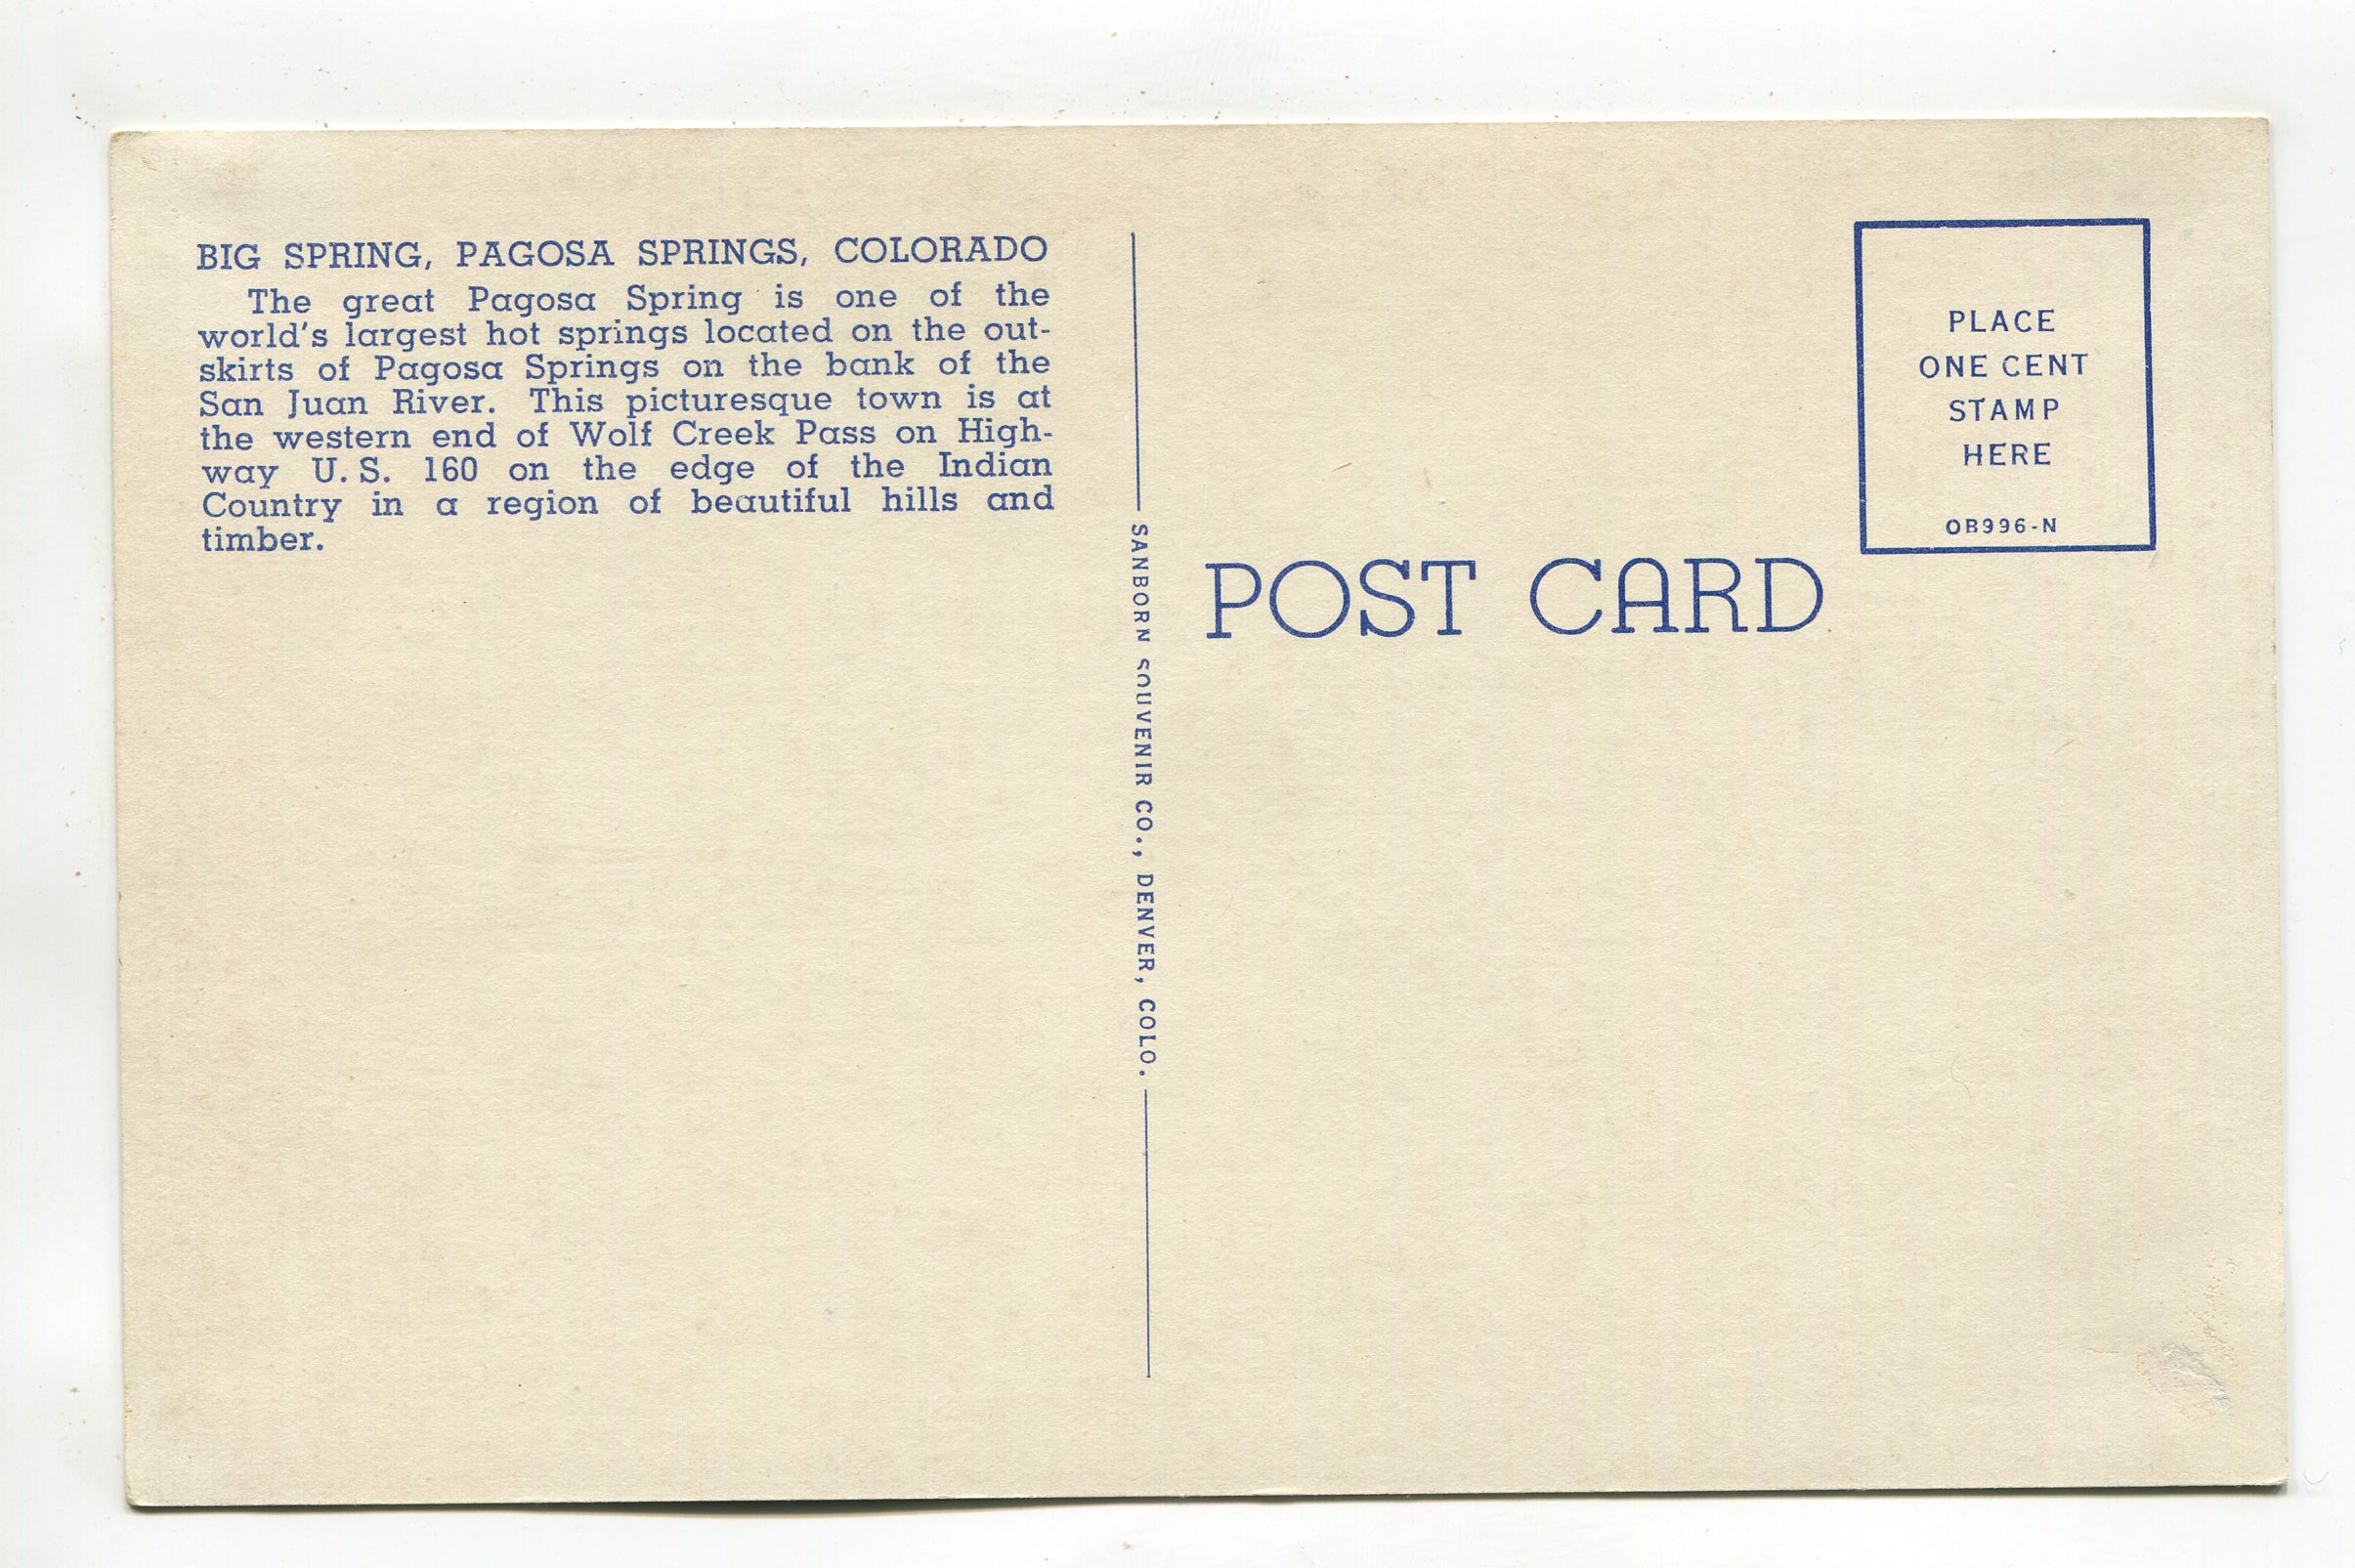 BIG SPRING, PAGOSA SPRINGS, COLORADO
The great Pagosa Spring is one of the
world's largest hot springs located on the out-
skirts of Pagosa Springs on the bank of the
San Juan River. This picturesque town is at
the western end of Wolf Creek Pass on High-
way U. S. 160 on the edge of the Indian
Country in a region of beautiful hills and
timber.
SANBORN SOUVENIR CO., DENVER, COLO.
PLACE
ONE CENT
STAMP
HERE
OB996-N
POST CARD